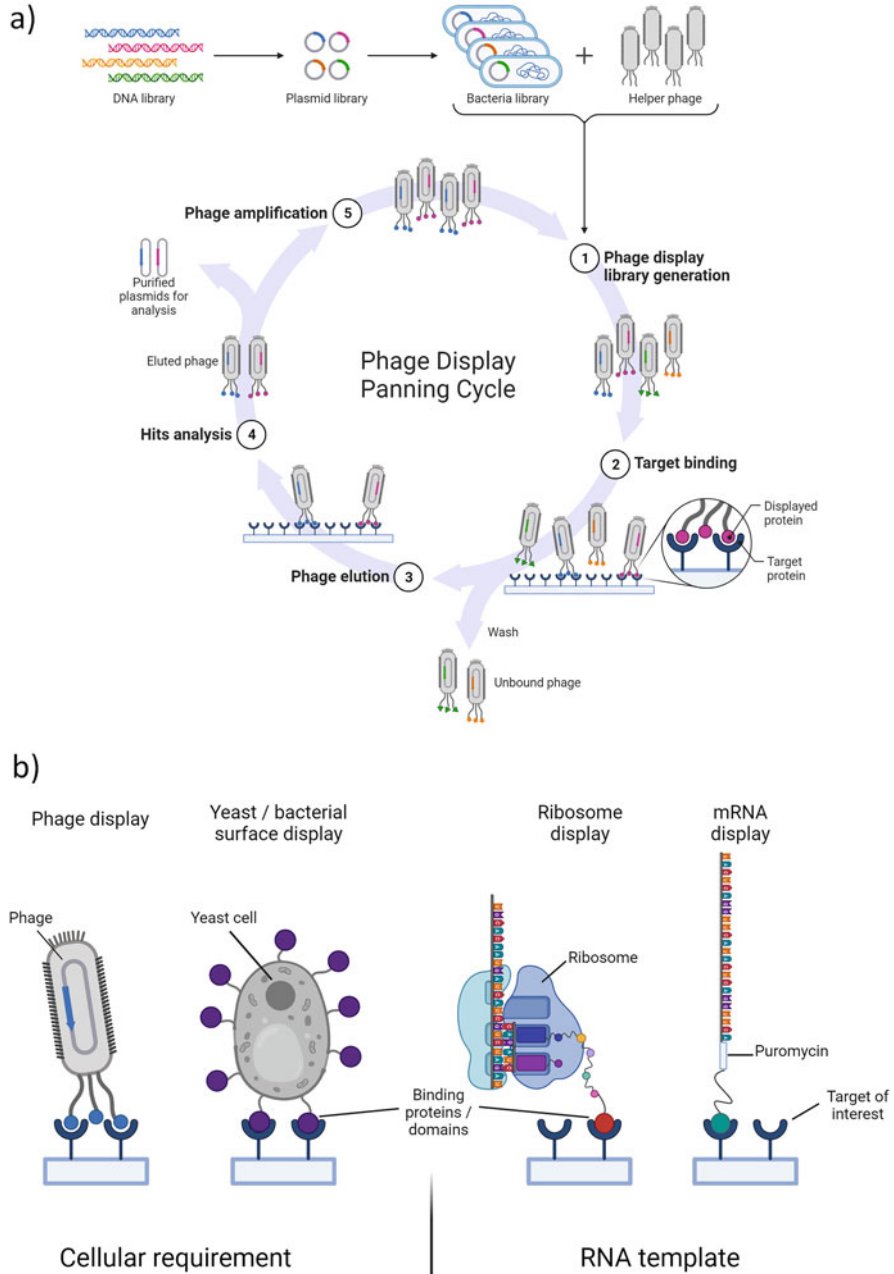 a)
DNA library
Plasmid library
Bacteria library
+
Helper phage
Phage amplification
5
1
Phage display
library generation
Purified
plasmids for
analysis
Eluted phage
Phage Display
Panning Cycle
Hits analysis
4
2
Target binding
Displayed
protein
Target
protein
Phage elution
3
Wash
Unbound phage
b)
Phage display
Yeast / bacterial
surface display
Ribosome
display
mRNA
display
Phage
Yeast cell
Ribosome
Puromycin
Binding
proteins /
domains
Target of
interest
Cellular requirement
RNA template